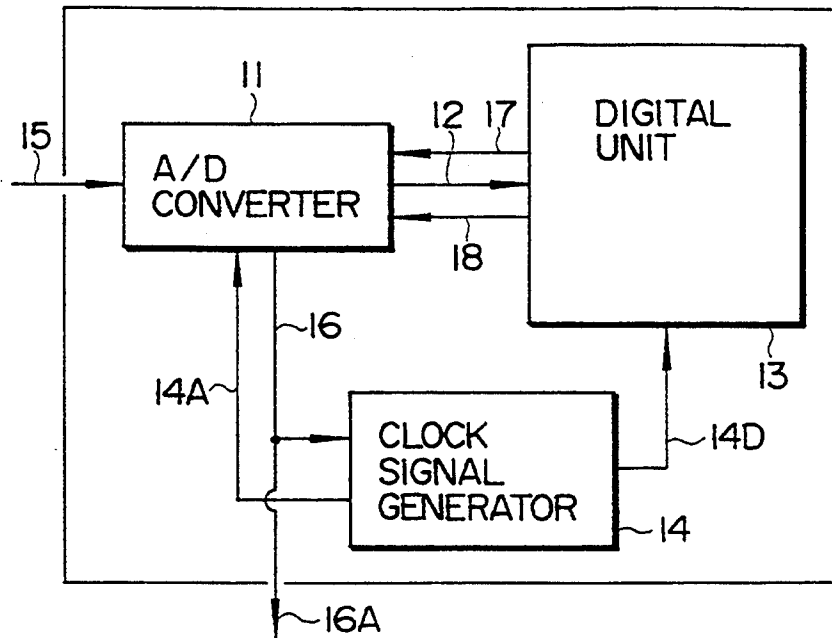 11
15
A/D
CONVERTER
12
17
18
DIGITAL
UNIT
13
16
14A
CLOCK
SIGNAL
GENERATOR
14D
14
16A